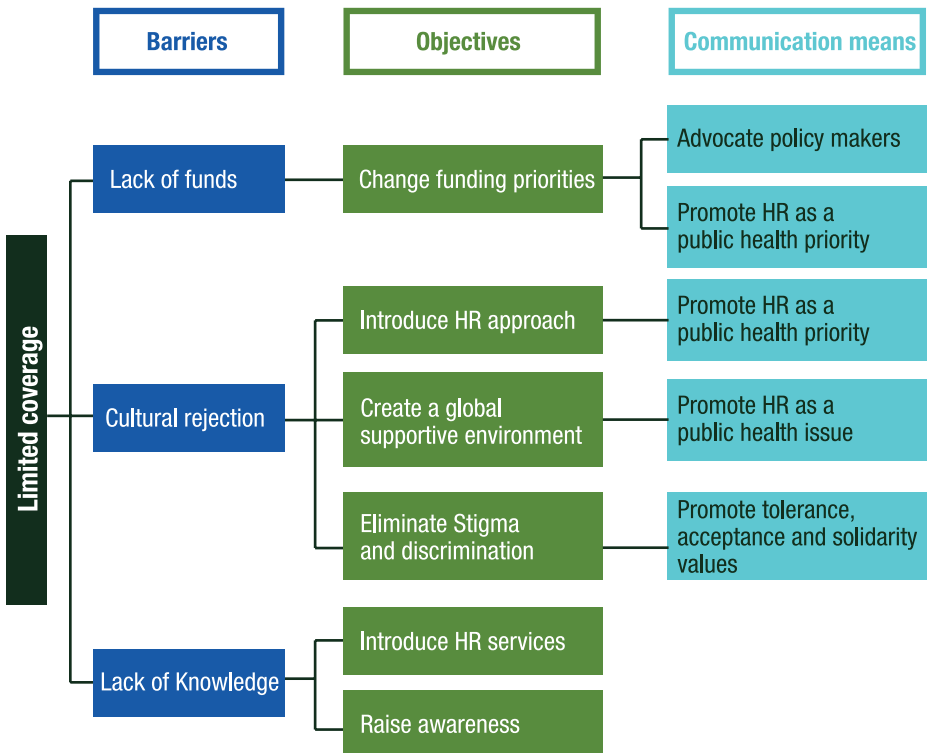 Barriers
Objectives
Communication means
Limited coverage
Lack of funds
Change funding priorities
Advocate policy makers
Promote HR as a
public health priority
Cultural rejection
Introduce HR approach
Promote HR as a
public health priority
Create a global
supportive environment
Promote HR as a
public health issue
Eliminate Stigma
and discrimination
Promote tolerance,
acceptance and solidarity
values
Lack of Knowledge
Introduce HR services
Raise awareness